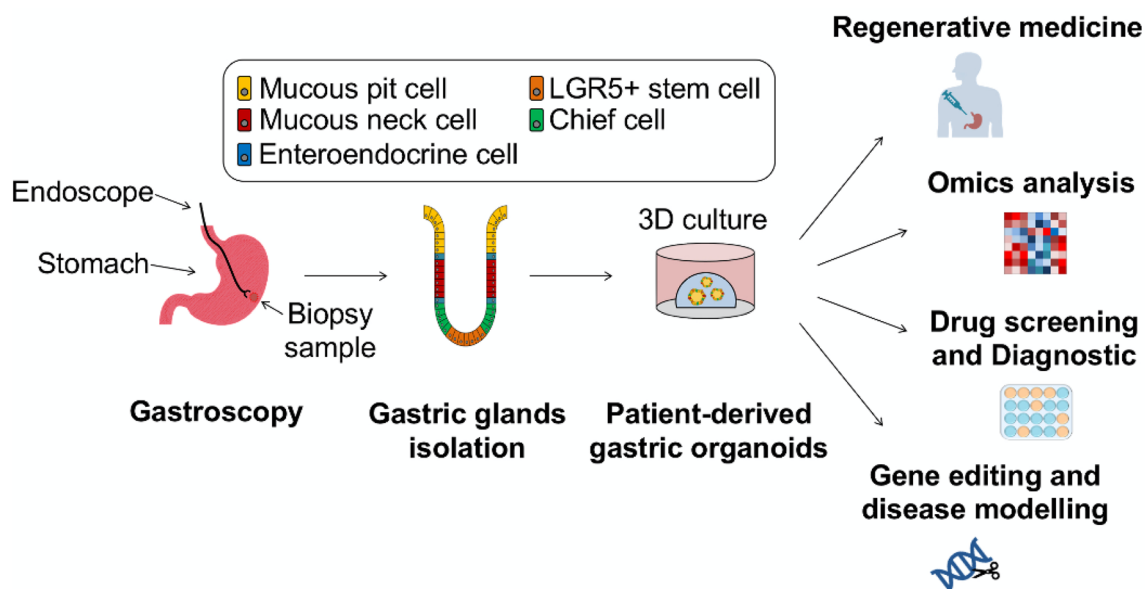 Regenerative medicine
Mucous pit cell
LGR5+ stem cell
Mucous neck cell
Chief cell
Enteroendocrine cell
Endoscope
Stomach
Biopsy
sample
3D culture
Omics analysis
Drug screening
and Diagnostic
Gastroscopy
Gastric glands
isolation
Patient-derived
gastric organoids
Gene editing and
disease modelling